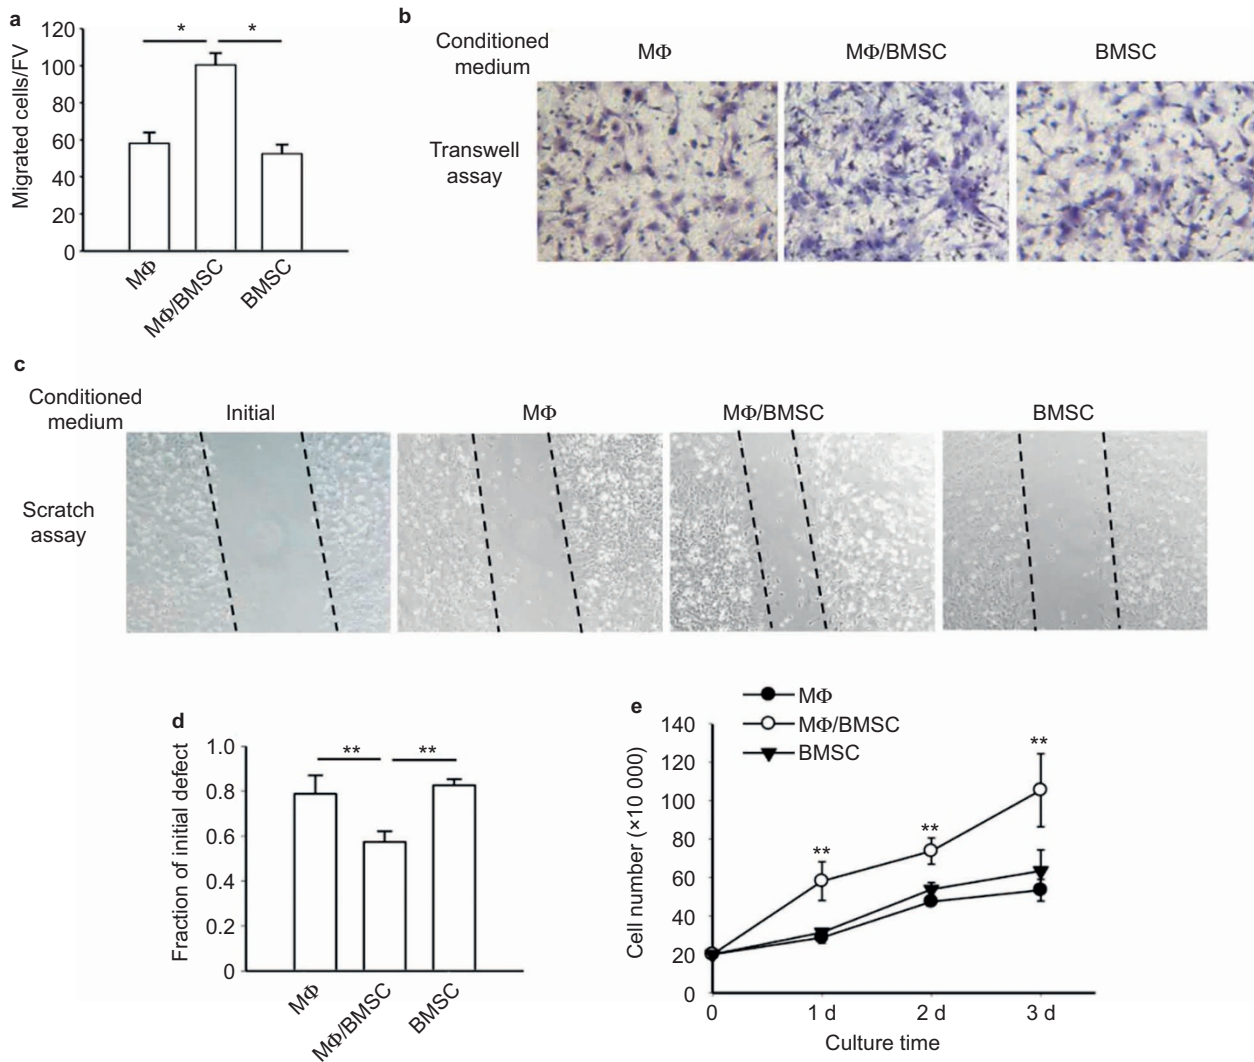 a
120
100
80
60
40
20
0
Migrated cells/FV
*
*
MΦ
MΦ/BMSC
BMSC
b
Conditioned
medium
MΦ
MΦ/BMSC
BMSC
Transwell
assay
c
Conditioned
medium
Initial
MΦ
MΦ/BMSC
BMSC
Scratch
assay
d
1.0
0.8
0.6
0.4
0.2
0
Fraction of initial defect
**
**
MΦ
MΦ/BMSC
BMSC
e
MΦ
MΦ/BMSC
BMSC
140
120
100
80
60
40
20
0
Cell number (×10 000)
**
**
**
0
1 d
2 d
3 d
Culture time